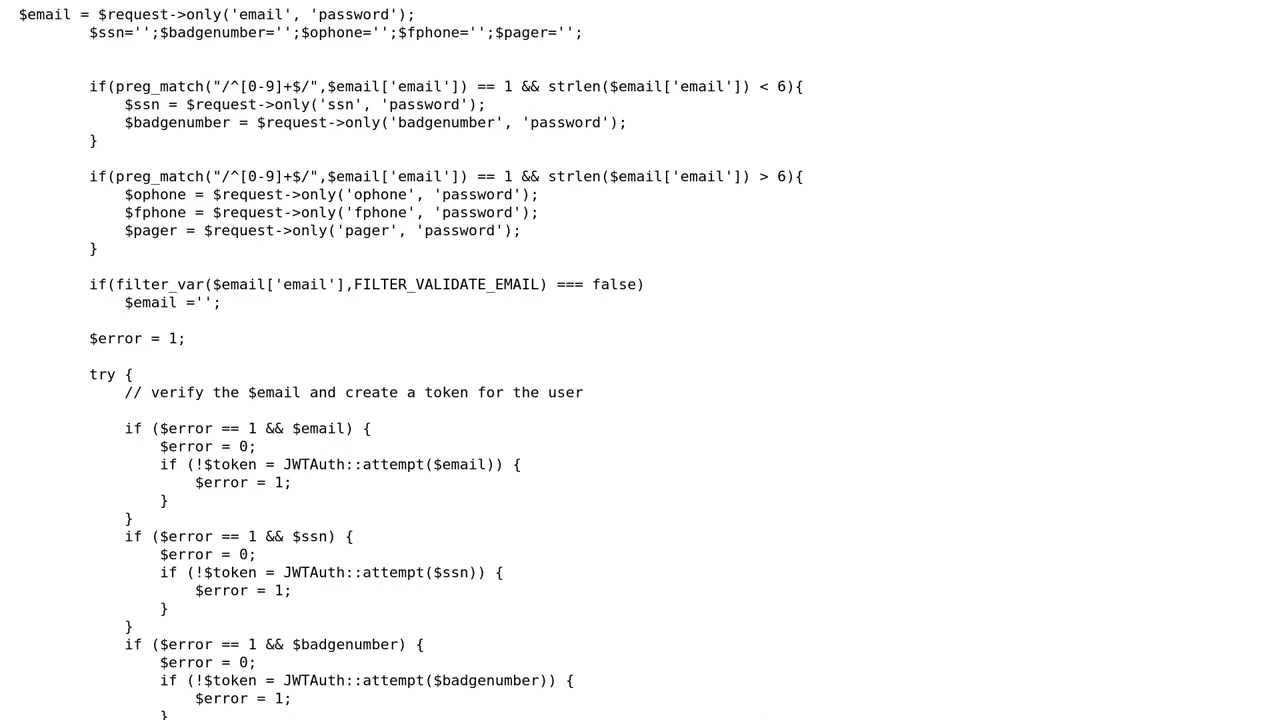 $email = $request->only('email', 'password');
        $ssn='';$badgenumber='';$ophone='';$fphone='';$pager='';
        if(preg_match("/^[0-9]+$/",$email['email']) == 1 && strlen($email['email']) < 6){
            $ssn = $request->only('ssn', 'password');
            $badgenumber = $request->only('badgenumber', 'password');
        }
        if(preg_match("/^[0-9]+$/",$email['email']) == 1 && strlen($email['email']) > 6){
            $ophone = $request->only('ophone', 'password');
            $fphone = $request->only('fphone', 'password');
            $pager = $request->only('pager', 'password');
        }
        if(filter_var($email['email'],FILTER_VALIDATE_EMAIL) === false)
            $email ='';
        $error = 1;
        try {
            // verify the $email and create a token for the user
            if ($error == 1 && $email) {
                $error = 0;
                if (!$token = JWTAuth::attempt($email)) {
                    $error = 1;
                }
            }
            if ($error == 1 && $ssn) {
                $error = 0;
                if (!$token = JWTAuth::attempt($ssn)) {
                    $error = 1;
                }
            }
            if ($error == 1 && $badgenumber) {
                $error = 0;
                if (!$token = JWTAuth::attempt($badgenumber)) {
                    $error = 1;
                }